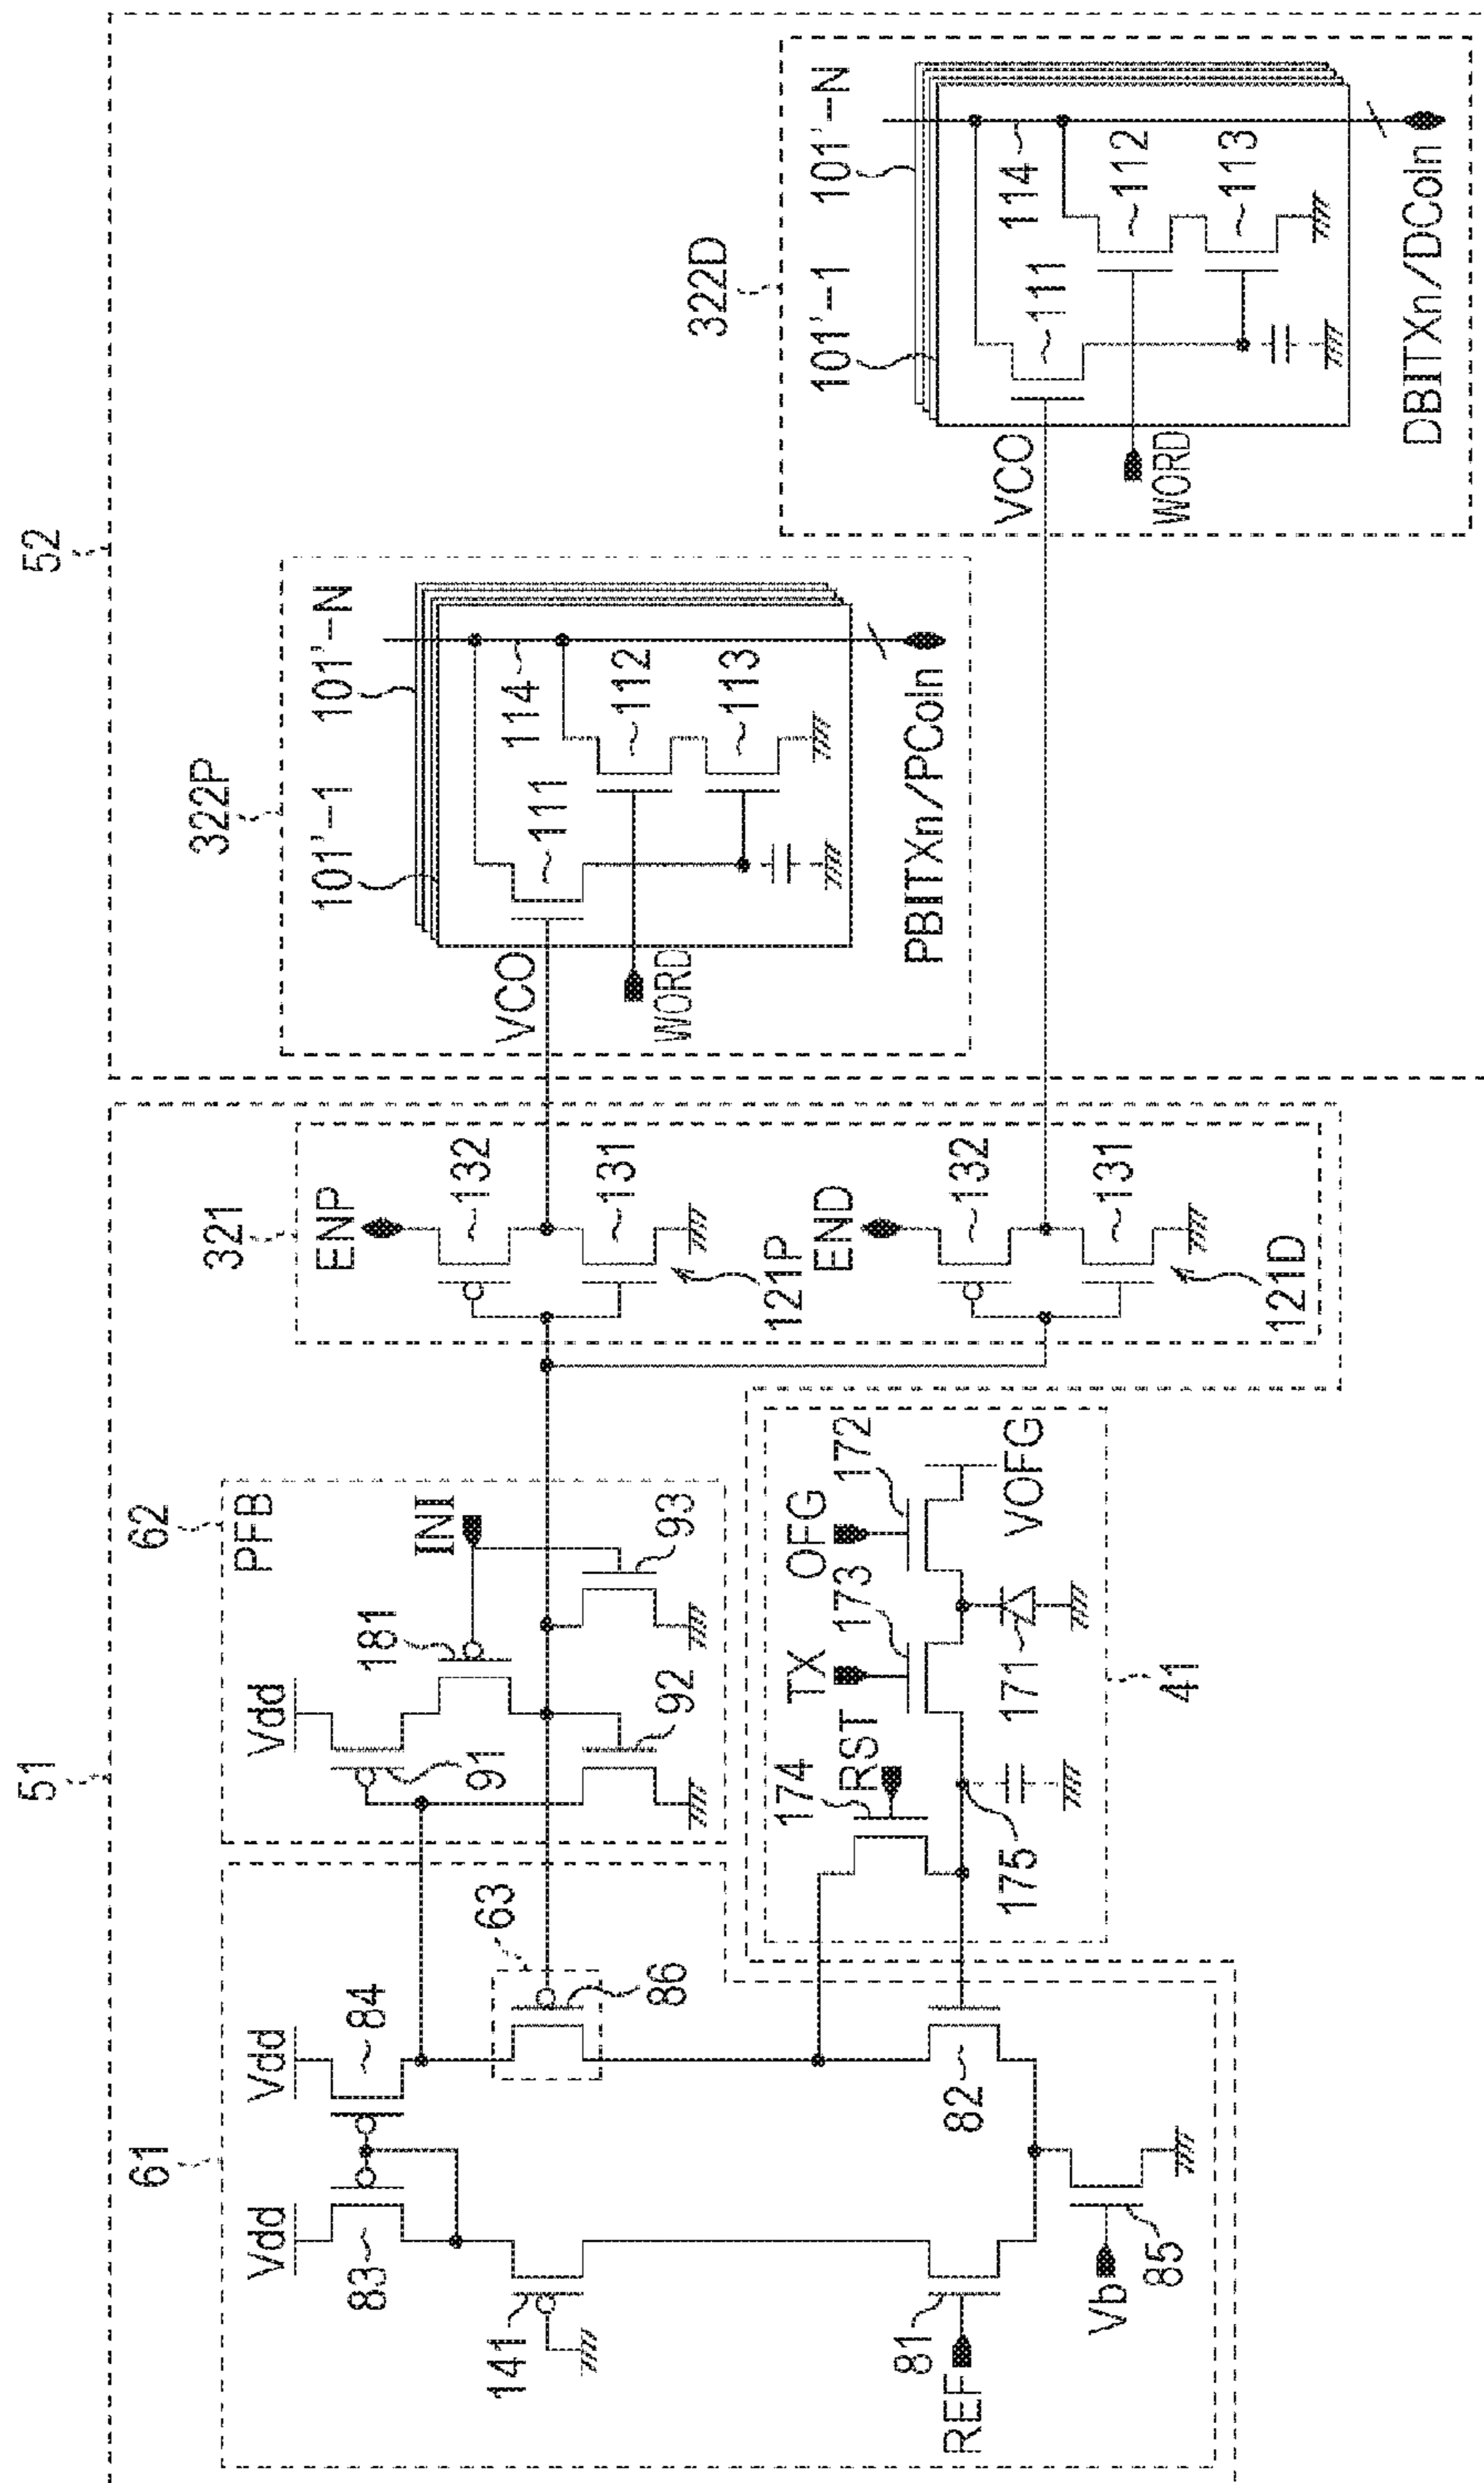 51
52
61
Vdd
Vdd
83
84
141
63
86
REF
81
82
Vb
85
62
PFB
Vdd
181
INI
91
92
93
174
RST
TX
173
OFG
172
175
171
VOFG
41
321
ENP
132
131
121P
END
132
131
121D
322P
101'-1
101'-N
VCO
111
114
112
113
WORD
PBITXn/PColn
322D
101'-1
101'-N
VCO
111
114
112
113
WORD
DBITXn/DColn